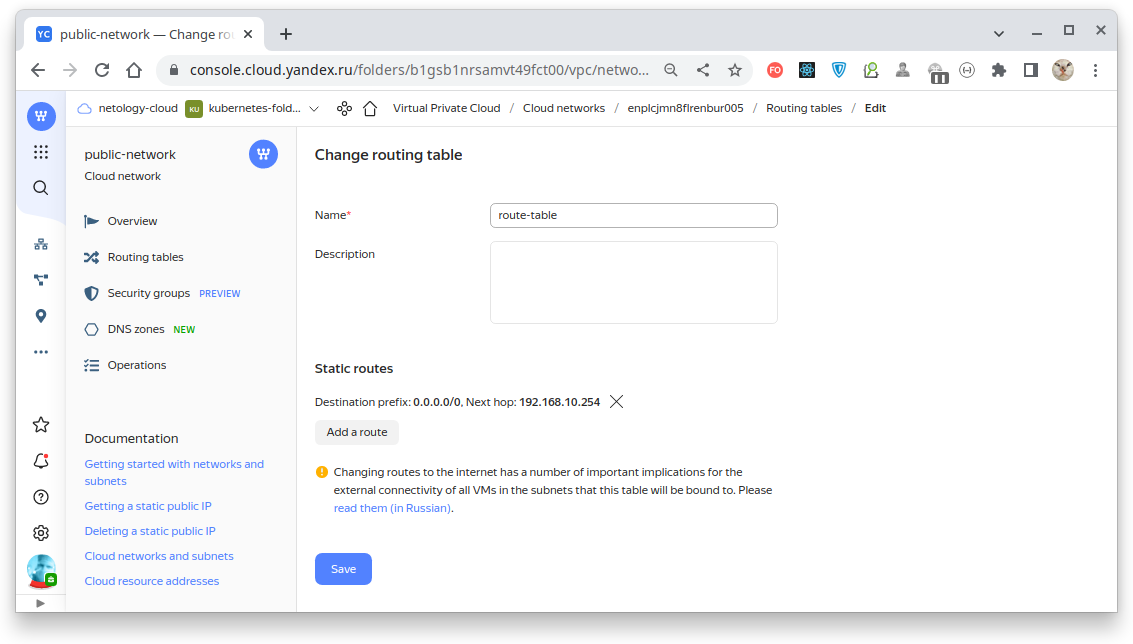 YC public-network — Change rou
console.cloud.yandex.ru/folders/b1gsb1nrsamvt49fct00/vpc/netwo...
FO
netology-cloud KU kubernetes-fold... Virtual Private Cloud / Cloud networks / enplcjmn8flrenbur005 / Routing tables / Edit
public-network
Cloud network
Overview
Routing tables
Security groups PREVIEW
DNS zones NEW
Operations
Documentation
Getting started with networks and
subnets
Getting a static public IP
Deleting a static public IP
Cloud networks and subnets
Cloud resource addresses
Change routing table
Name*
route-table
Description
Static routes
Destination prefix: 0.0.0.0/0, Next hop: 192.168.10.254
Add a route
Changing routes to the internet has a number of important implications for the
external connectivity of all VMs in the subnets that this table will be bound to. Please
read them (in Russian).
Save